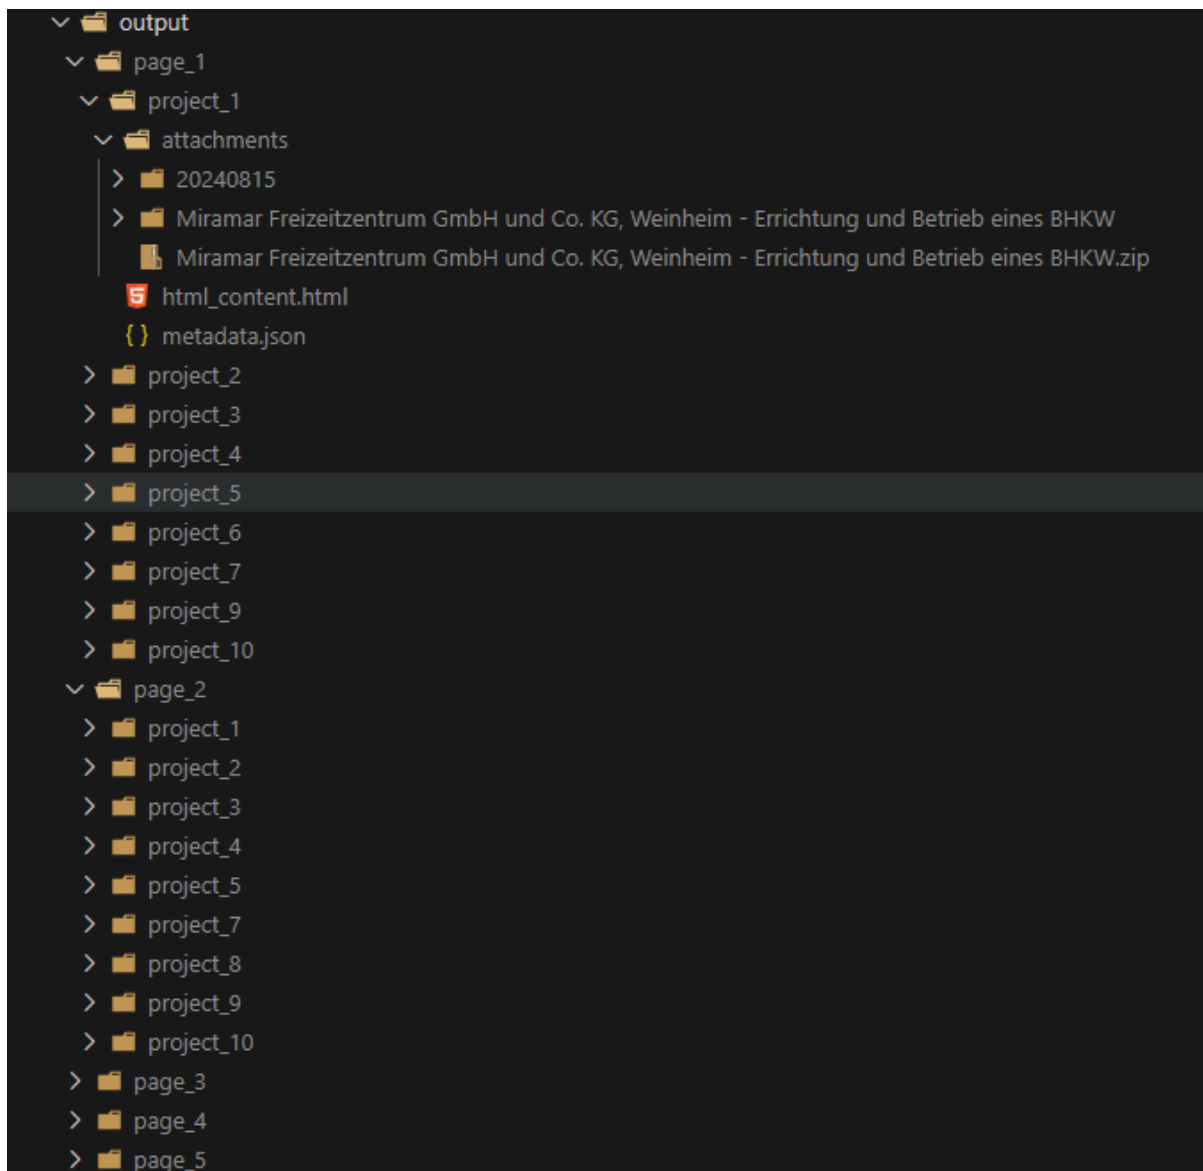 output
page_1
project_1
attachments
20240815
Miramar Freizeitzentrum GmbH und Co. KG, Weinheim - Errichtung und Betrieb eines BHKW
Miramar Freizeitzentrum GmbH und Co. KG, Weinheim - Errichtung und Betrieb eines BHKW.zip
html_content.html
{} metadata.json
project_2
project_3
project_4
project_5
project_6
project_7
project_9
project_10
page_2
project_1
project_2
project_3
project_4
project_5
project_7
project_8
project_9
project_10
page_3
page_4
page_5